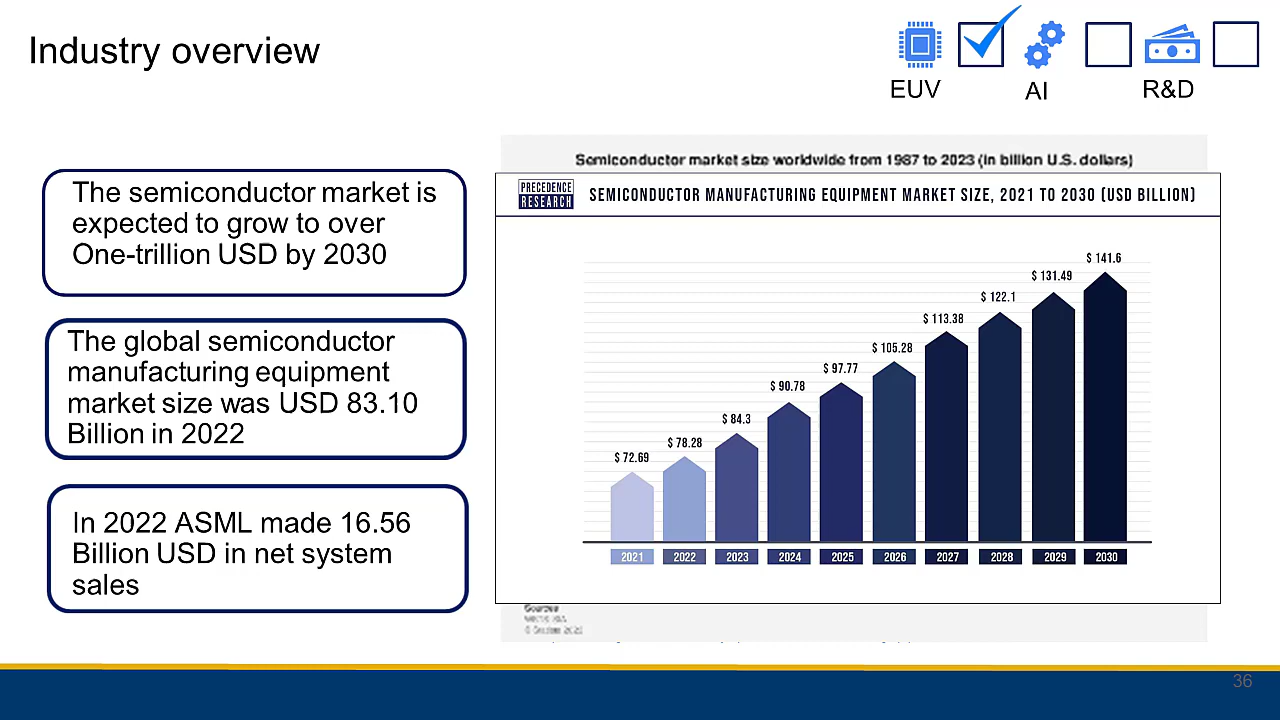 Industry overview
EUV
AI
R&D
The semiconductor market is
expected to grow to over
One-trillion USD by 2030
The global semiconductor
manufacturing equipment
market size was USD 83.10
Billion in 2022
In 2022 ASML made 16.56
Billion USD in net system
sales
Semiconductor market size worldwide from 1987 to 2023 (in billion U.S. dollars)
PRECEDENCE
RESEARCH
SEMICONDUCTOR MANUFACTURING EQUIPMENT MARKET SIZE, 2021 TO 2030 (USD BILLION)
$ 72.69
$ 78.28
$ 84.3
$ 90.78
$ 97.77
$ 105.28
$ 113.38
$ 122.1
$ 131.49
$ 141.6
2021
2022
2023
2024
2025
2026
2027
2028
2029
2030
Sources
36